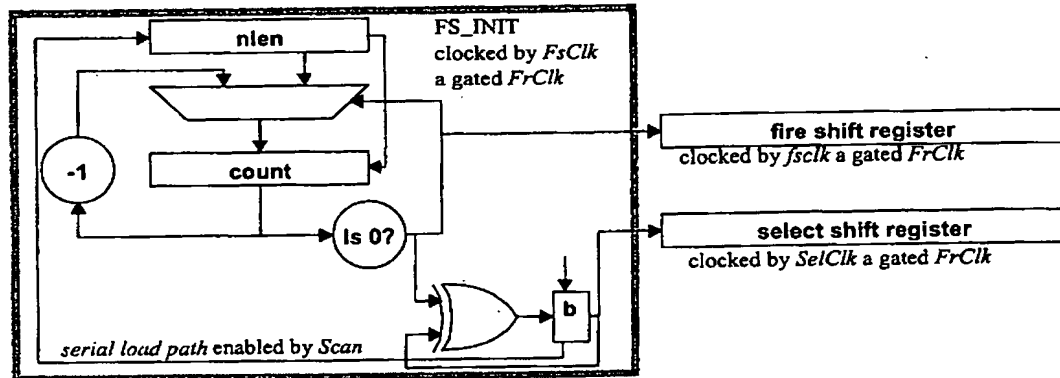 nlen
FS_INIT
clocked by FsClk
a gated FrClk
fire shift register
clocked by fsclk a gated FrClk
-1
count
Is 0?
select shift register
clocked by SelClk a gated FrClk
b
serial load path enabled by Scan